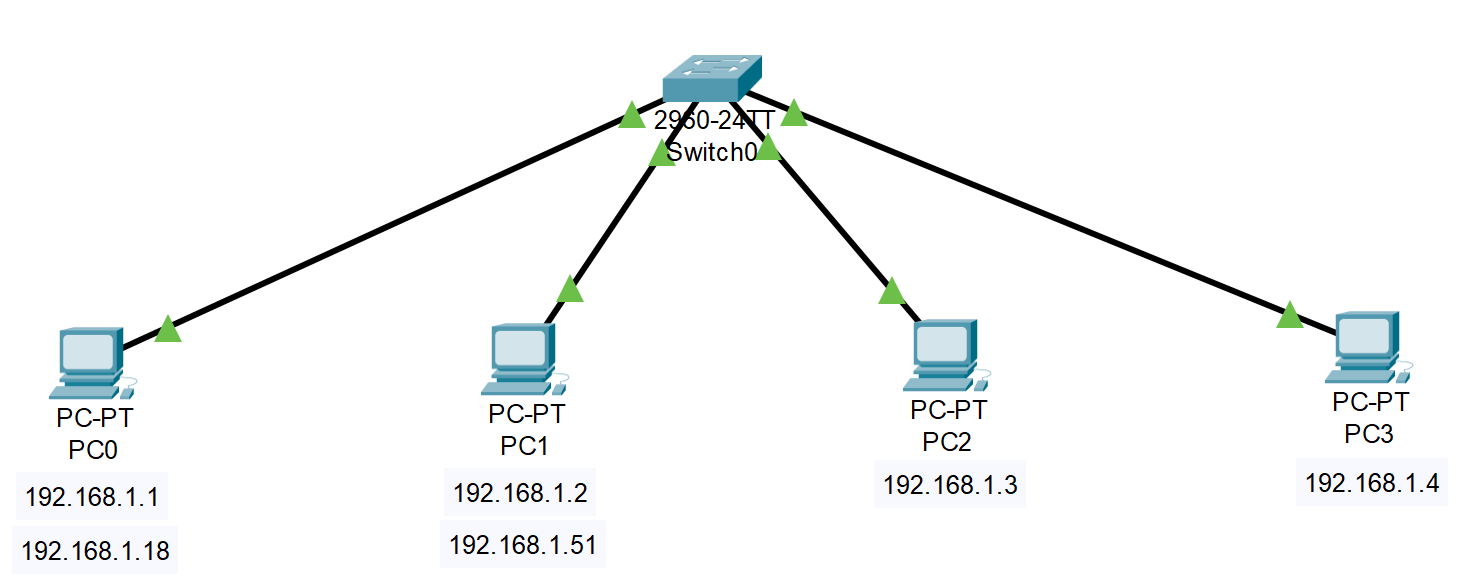 2960-24TT
Switch0
PC-PT
PC0
192.168.1.1
192.168.1.18
PC-PT
PC1
192.168.1.2
192.168.1.51
PC-PT
PC2
192.168.1.3
PC-PT
PC3
192.168.1.4